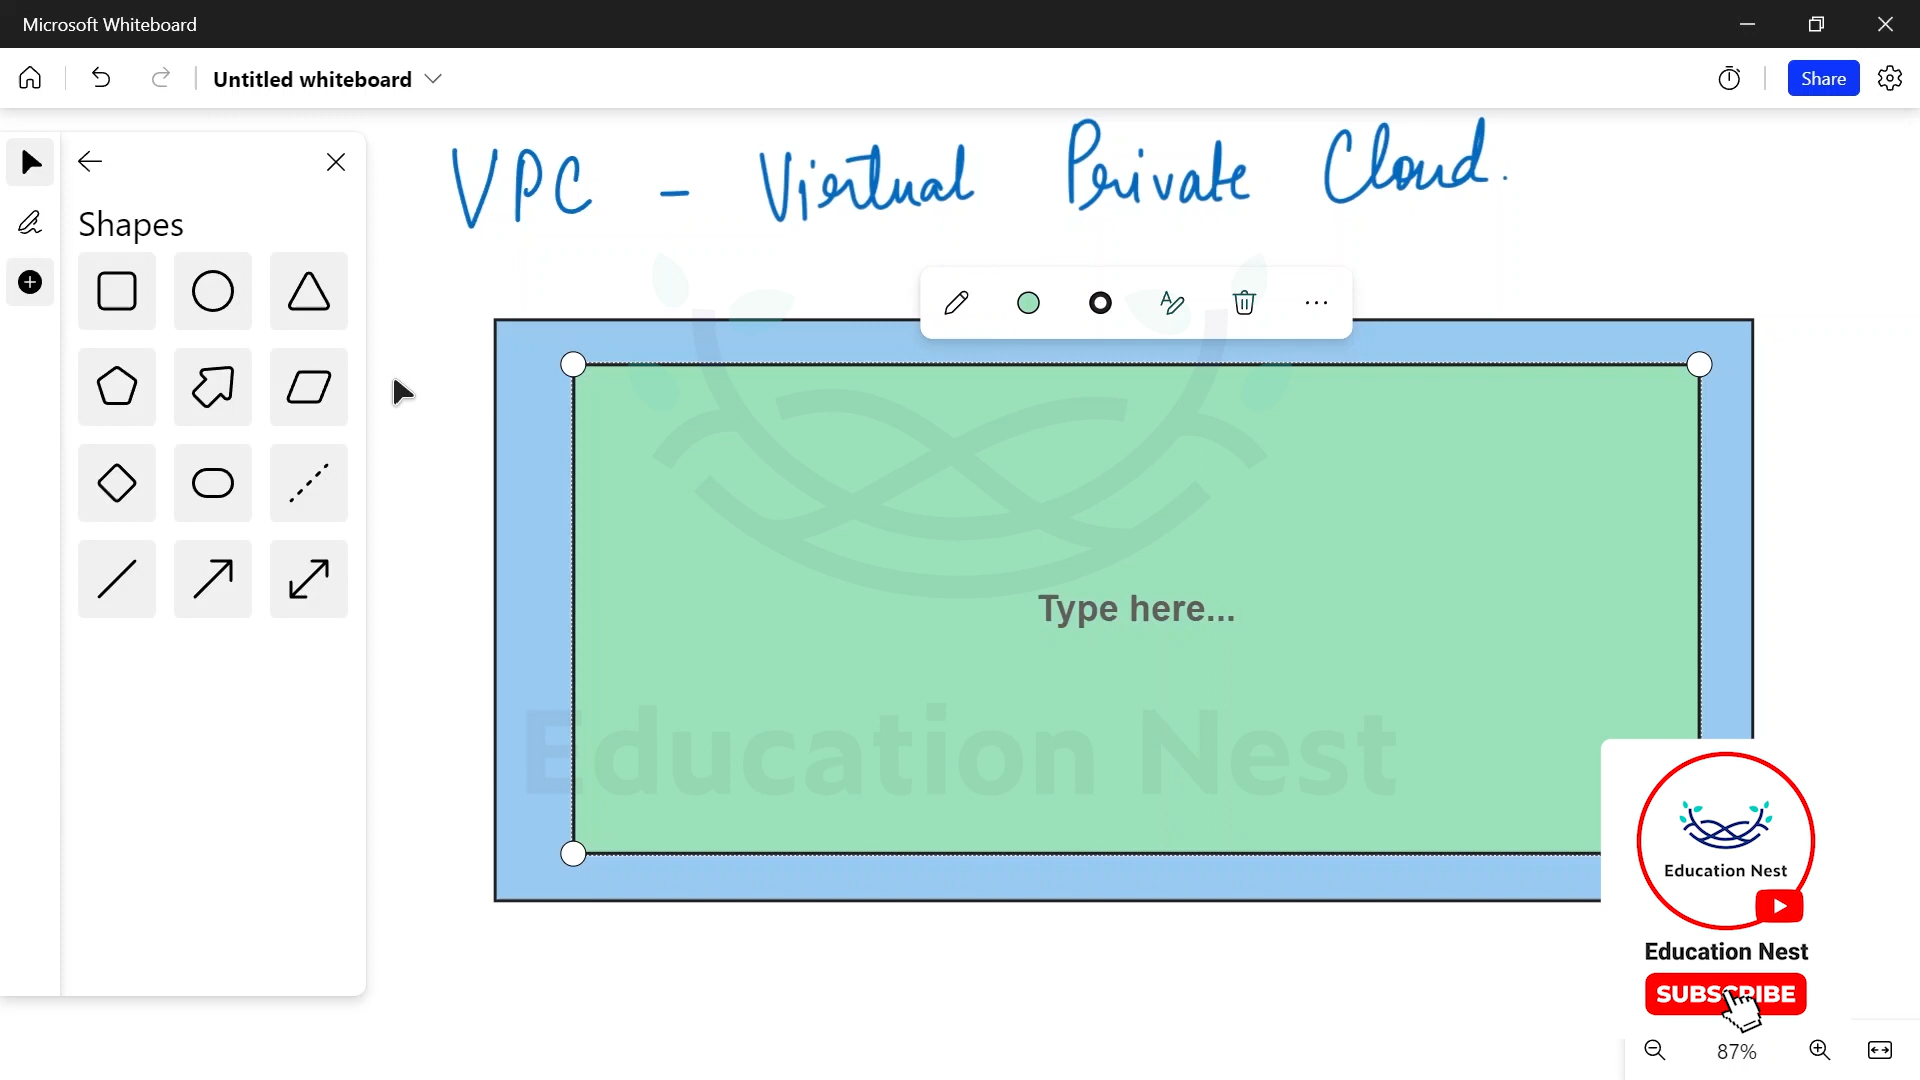 Microsoft Whiteboard
Untitled whiteboard
Share
Shapes
VPC - Virtual Private Cloud.
Type here...
Education Nest
Education Nest
Education Nest
SUBSCRIBE
87%